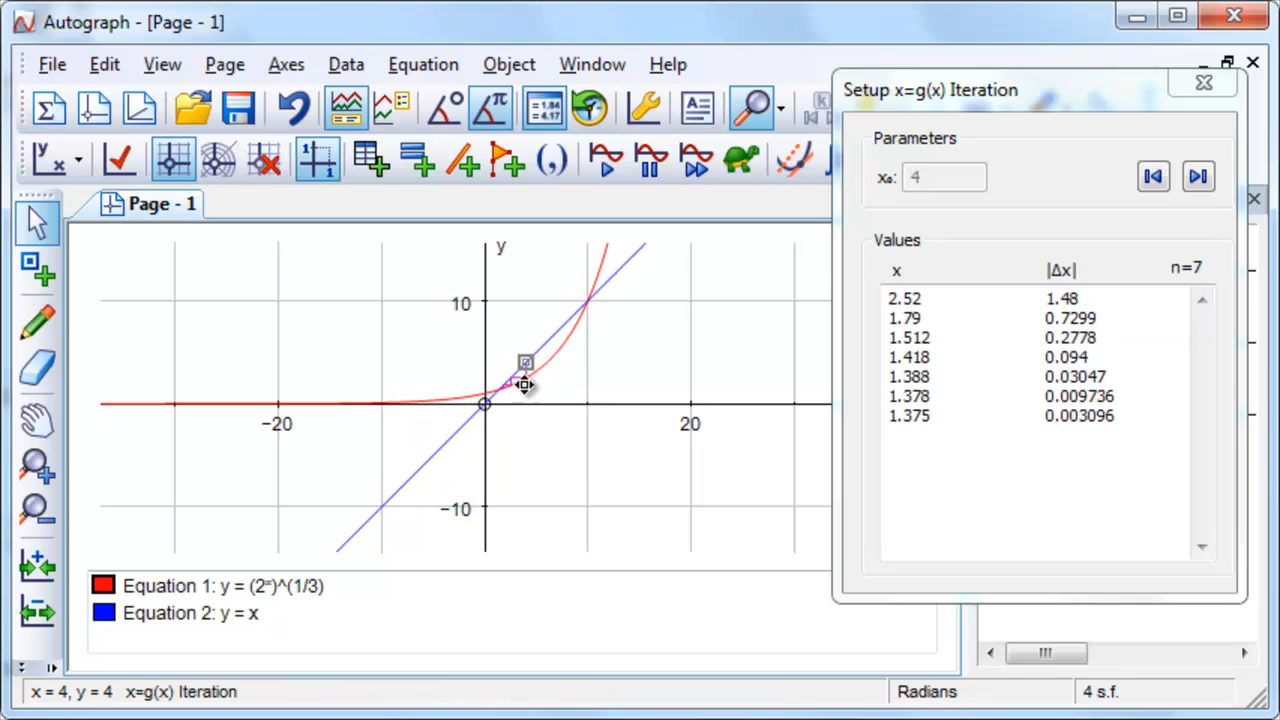 Autograph - [Page - 1]
File Edit View Page Axes Data Equation Object Window Help
Setup x=g(x) Iteration
Parameters
x₀: 4
Values
x |Δx| n=7
2.52 1.48
1.79 0.7299
1.512 0.2778
1.418 0.094
1.388 0.03047
1.378 0.009736
1.375 0.003096
Page - 1
y
10
−20 20
−10
Equation 1: y = (2ˣ)^(1/3)
Equation 2: y = x
x = 4, y = 4 x=g(x) Iteration Radians 4 s.f.